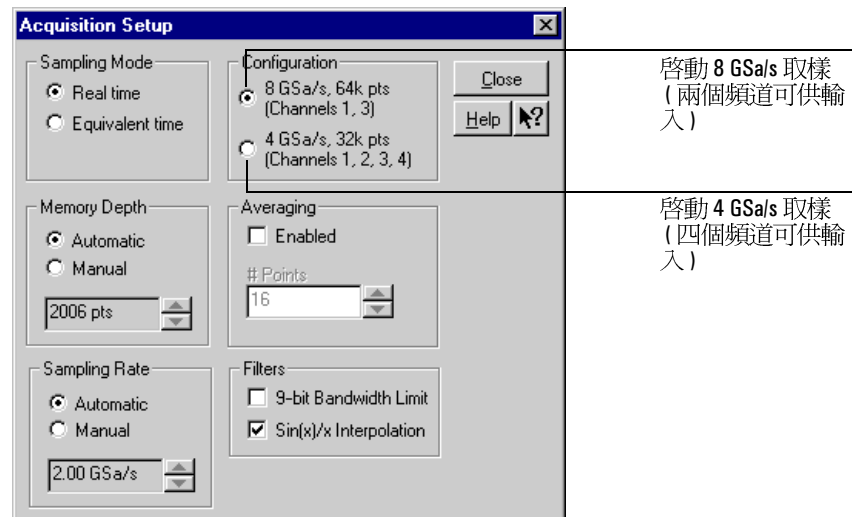 Acquisition Setup
Sampling Mode
Real time
Equivalent time
Configuration
8 GSa/s, 64k pts
(Channels 1, 3)
4 GSa/s, 32k pts
(Channels 1, 2, 3, 4)
Close
Help
Memory Depth
Automatic
Manual
2006 pts
Averaging
Enabled
# Points
16
Sampling Rate
Automatic
Manual
2.00 GSa/s
Filters
9-bit Bandwidth Limit
Sin(x)/x Interpolation
啓動 8 GSa/s 取樣
( 兩個頻道可供輸
入 )
啓動 4 GSa/s 取樣
( 四個頻道可供輸
入 )